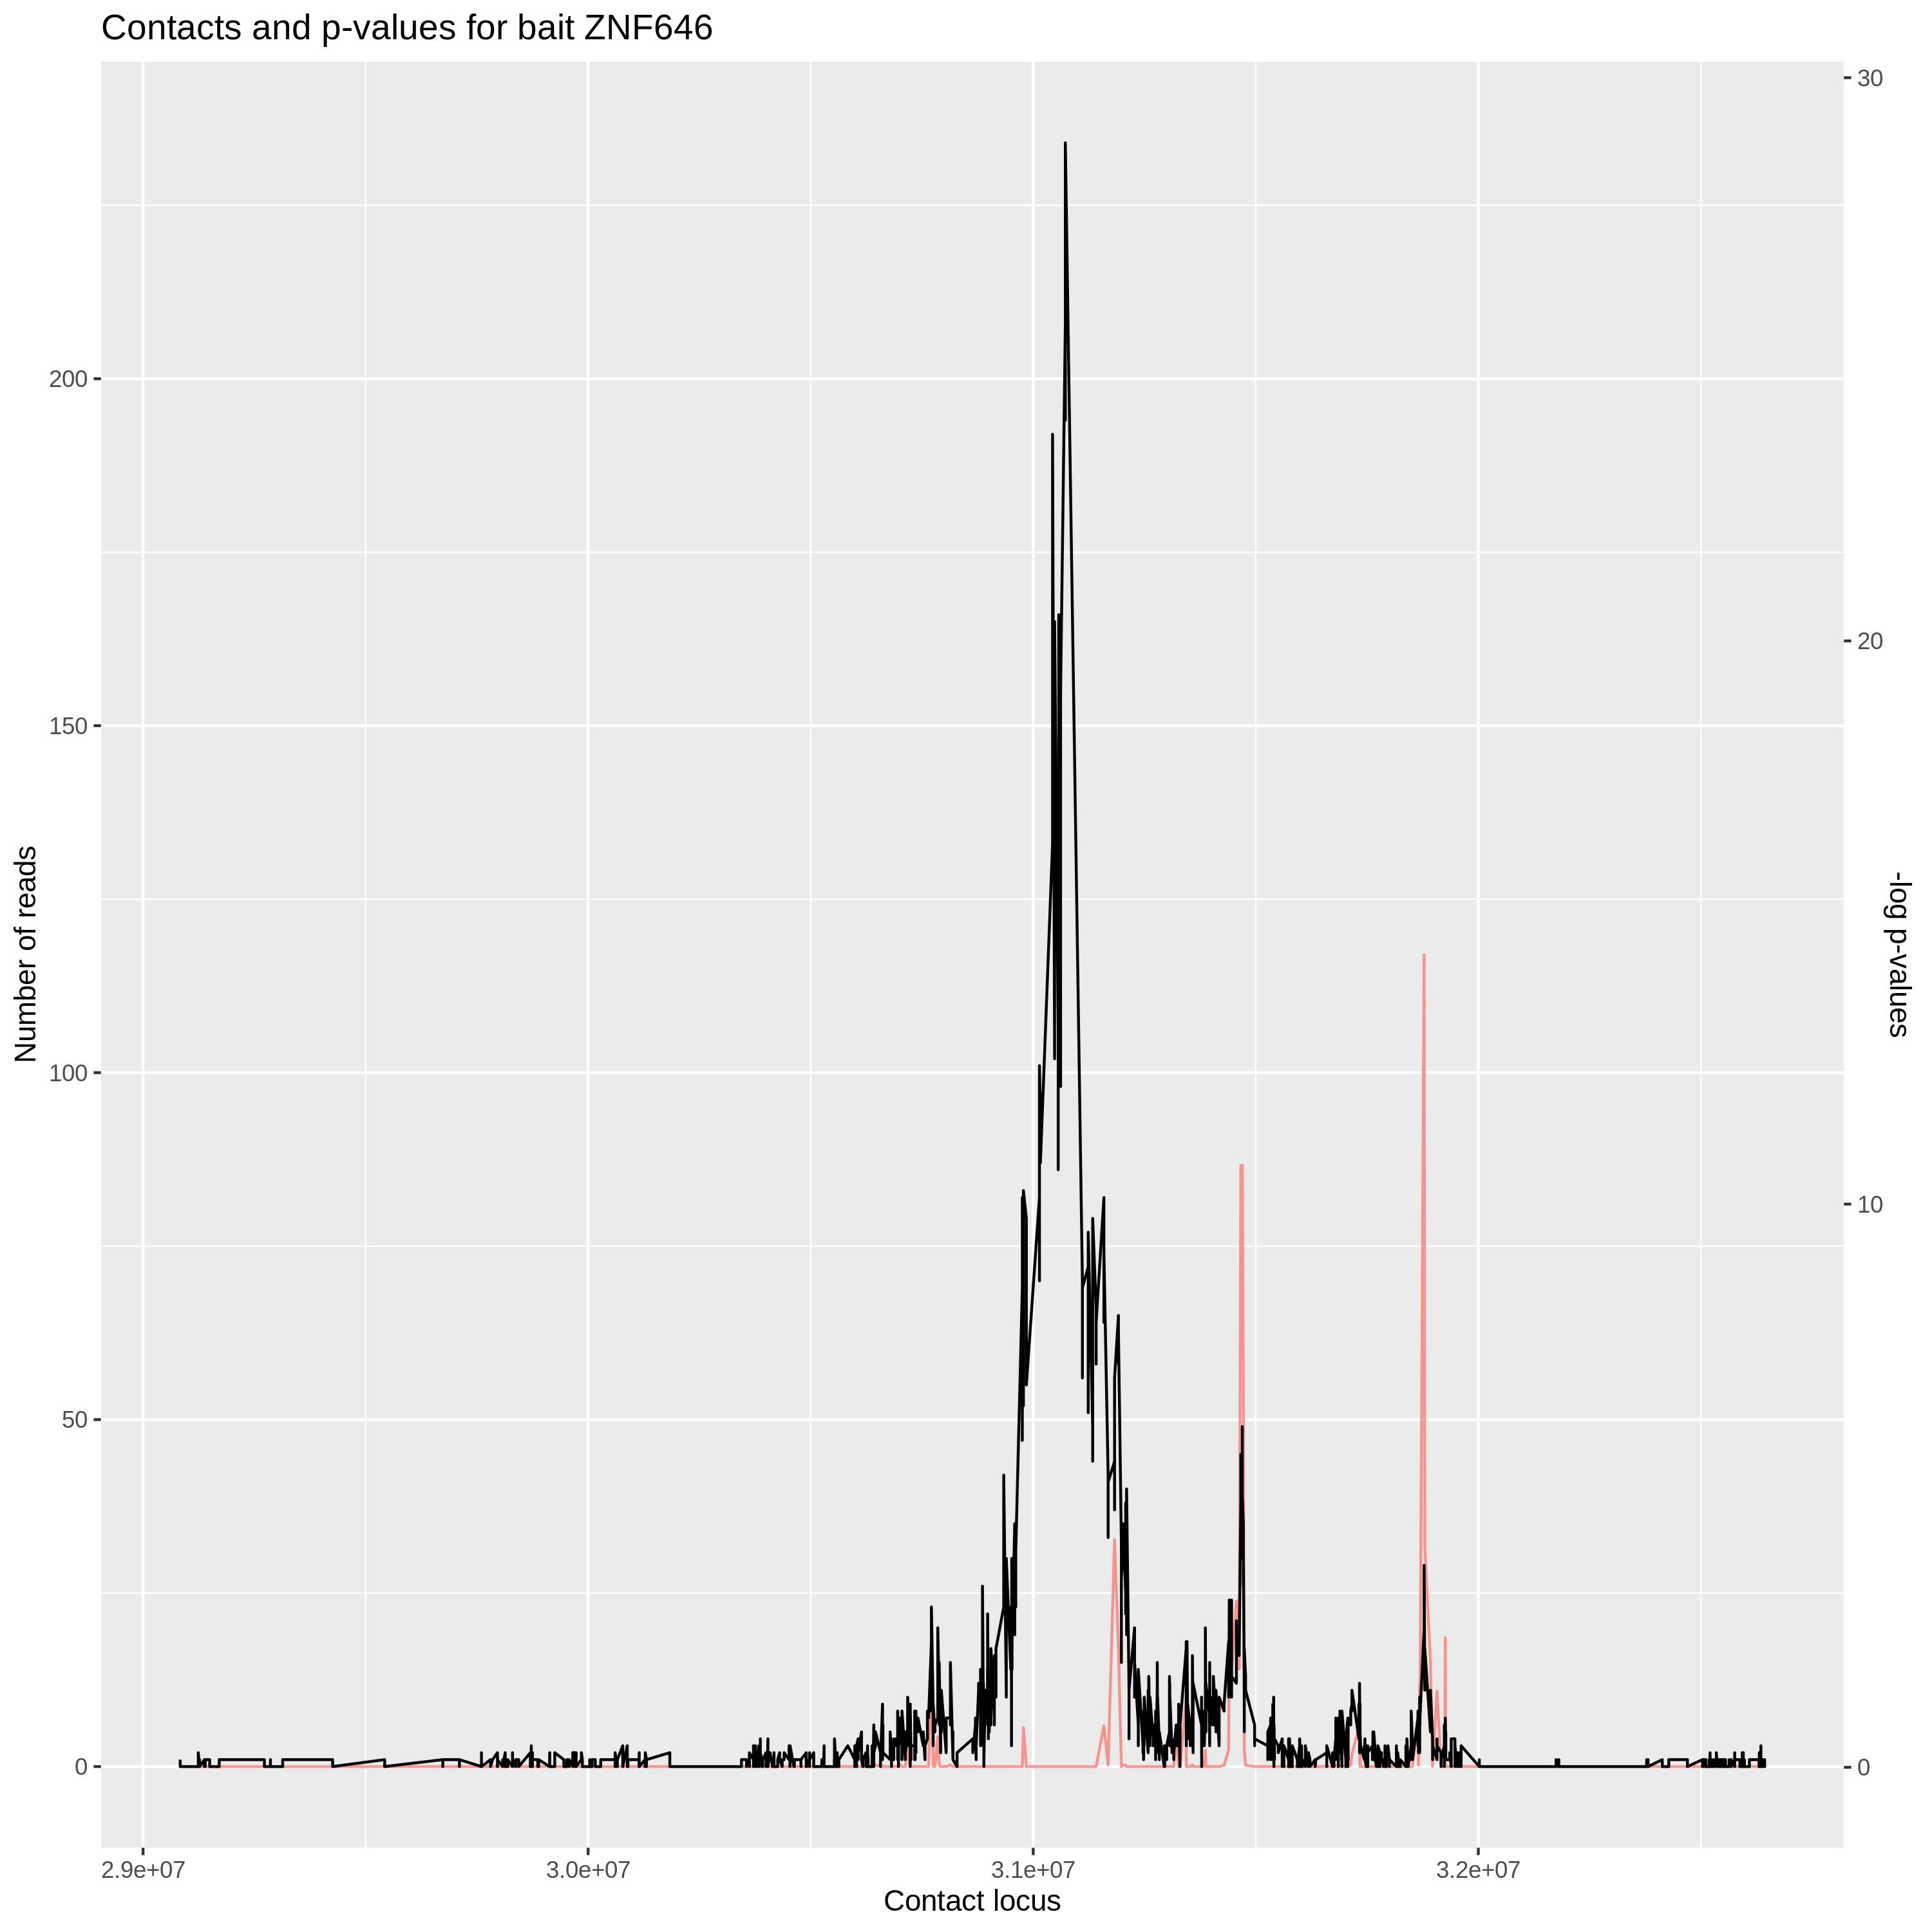 Contacts and p-values for bait ZNF646
Number of reads
200
150
100
50
0
30
20
10
0
-log p-values
2.9e+07
3.0e+07
3.1e+07
3.2e+07
Contact locus